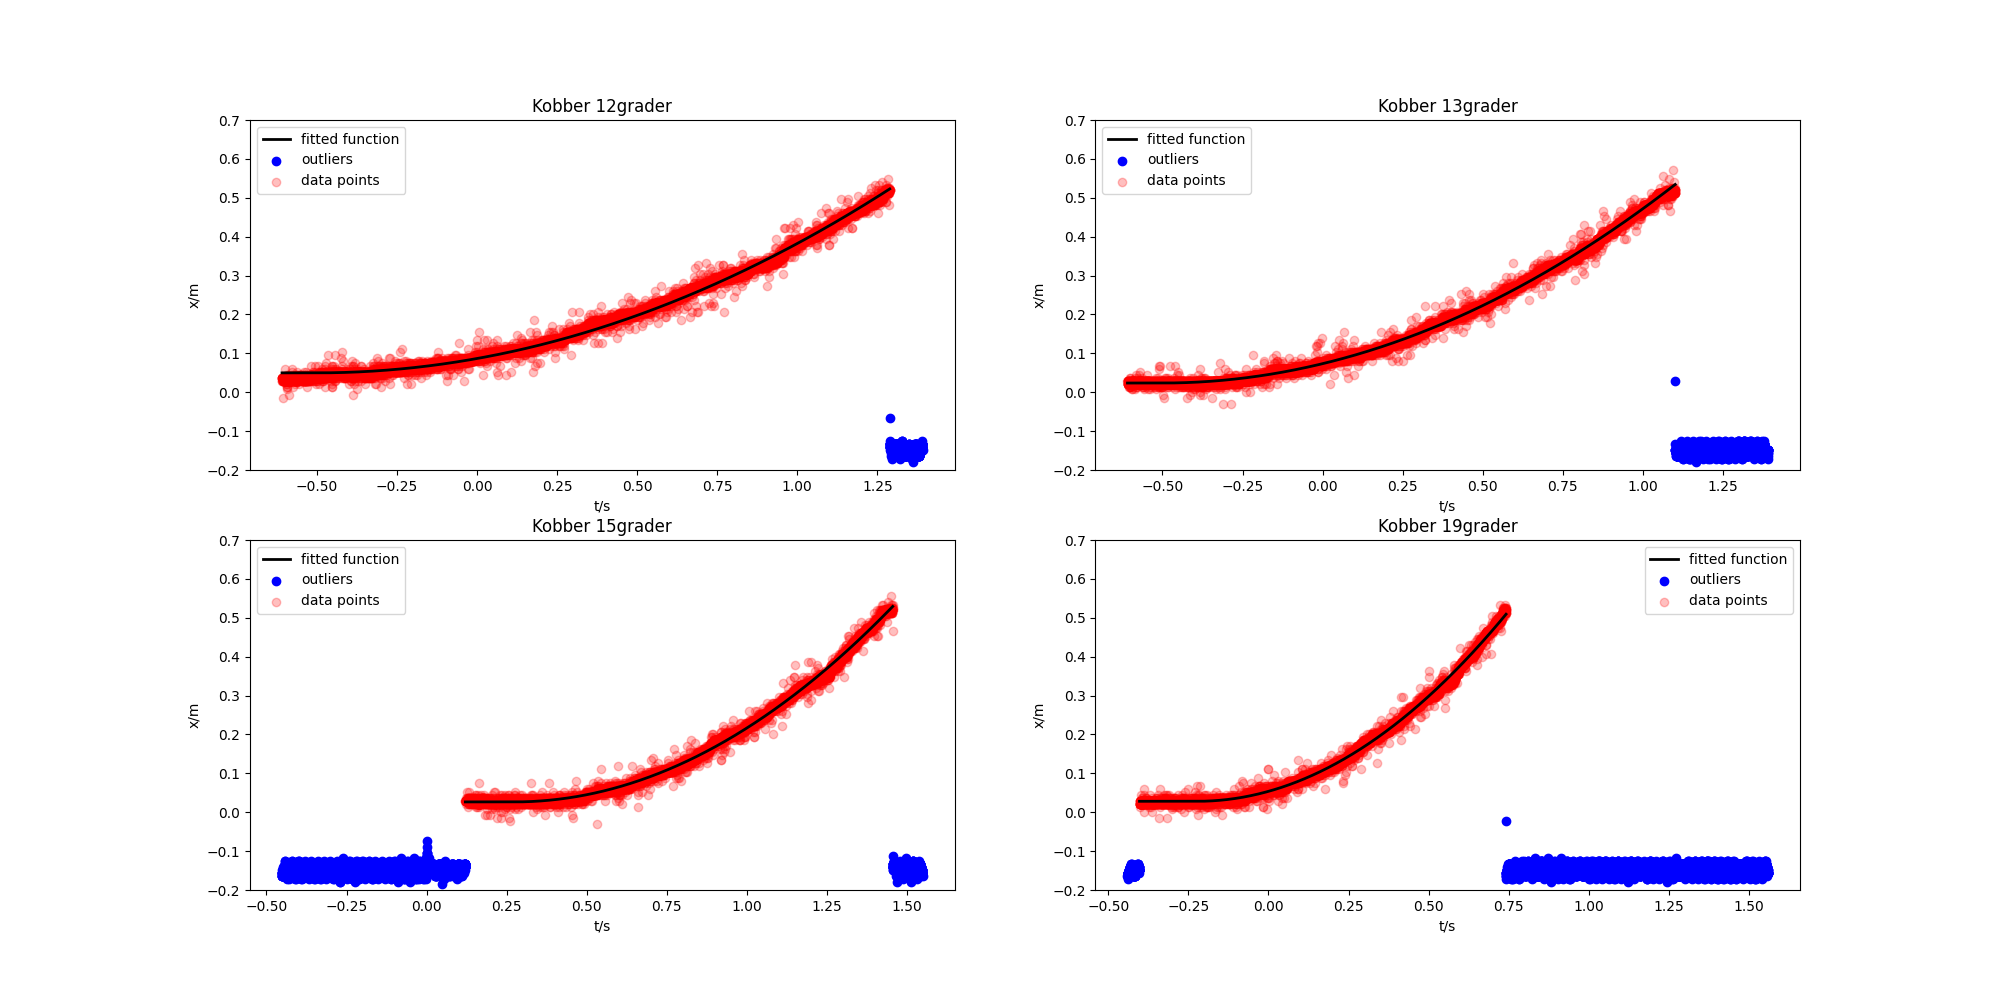 Kobber 12grader
0.7
0.6
0.5
0.4
0.3
0.2
0.1
0.0
−0.1
−0.2
x/m
fitted function
outliers
data points
−0.50 −0.25 0.00 0.25 0.50 0.75 1.00 1.25
t/s
Kobber 13grader
0.7
0.6
0.5
0.4
0.3
0.2
0.1
0.0
−0.1
−0.2
x/m
fitted function
outliers
data points
−0.50 −0.25 0.00 0.25 0.50 0.75 1.00 1.25
t/s
Kobber 15grader
0.7
0.6
0.5
0.4
0.3
0.2
0.1
0.0
−0.1
−0.2
x/m
fitted function
outliers
data points
−0.50 −0.25 0.00 0.25 0.50 0.75 1.00 1.25 1.50
t/s
Kobber 19grader
0.7
0.6
0.5
0.4
0.3
0.2
0.1
0.0
−0.1
−0.2
x/m
fitted function
outliers
data points
−0.50 −0.25 0.00 0.25 0.50 0.75 1.00 1.25 1.50
t/s